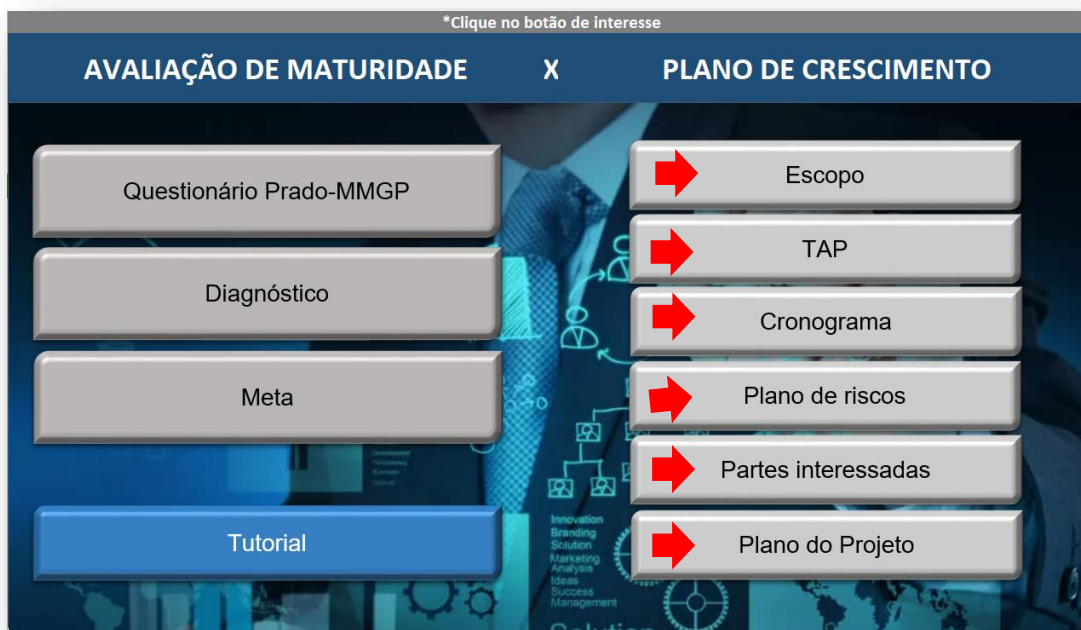 *Clique no botão de interesse
AVALIAÇÃO DE MATURIDADE X PLANO DE CRESCIMENTO
Questionário Prado-MMGP
Diagnóstico
Meta
Tutorial
Escopo
TAP
Cronograma
Plano de riscos
Partes interessadas
Plano do Projeto
Innovation
Branding
Solution
Marketing
Analysis
Ideas
Success
Management
Solution